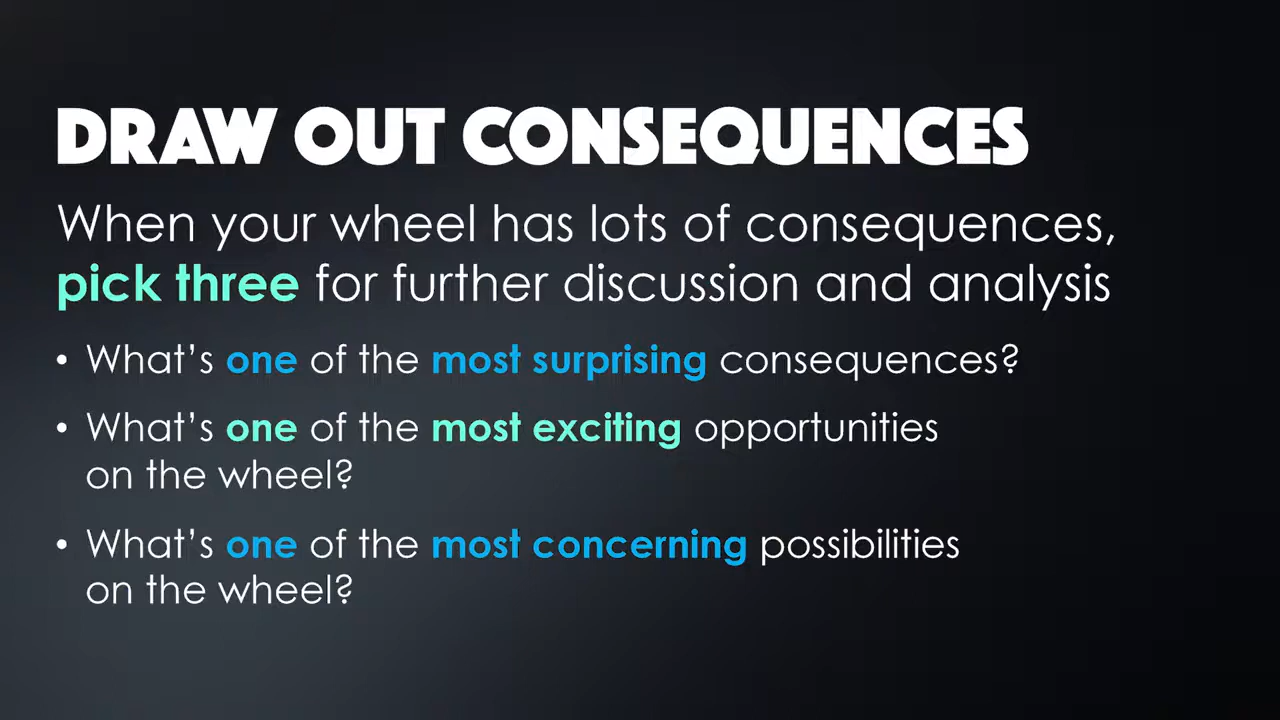 DRAW OUT CONSEQUENCES
When your wheel has lots of consequences,
pick three for further discussion and analysis
• What's one of the most surprising consequences?
• What's one of the most exciting opportunities
on the wheel?
• What's one of the most concerning possibilities
on the wheel?